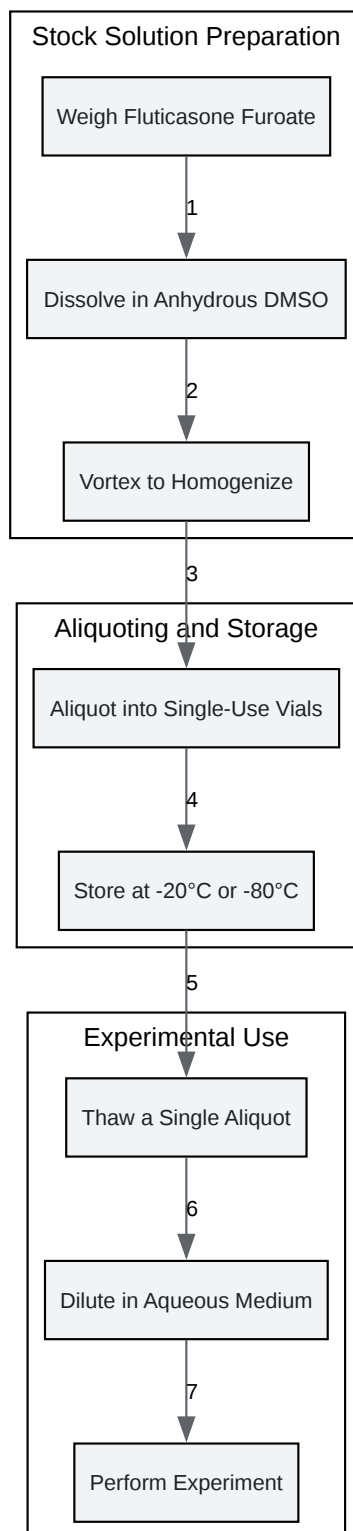 Stock Solution Preparation
Weigh Fluticasone Furoate
1
Dissolve in Anhydrous DMSO
2
Vortex to Homogenize
3
Aliquoting and Storage
Aliquot into Single-Use Vials
4
Store at -20°C or -80°C
5
Experimental Use
Thaw a Single Aliquot
6
Dilute in Aqueous Medium
7
Perform Experiment